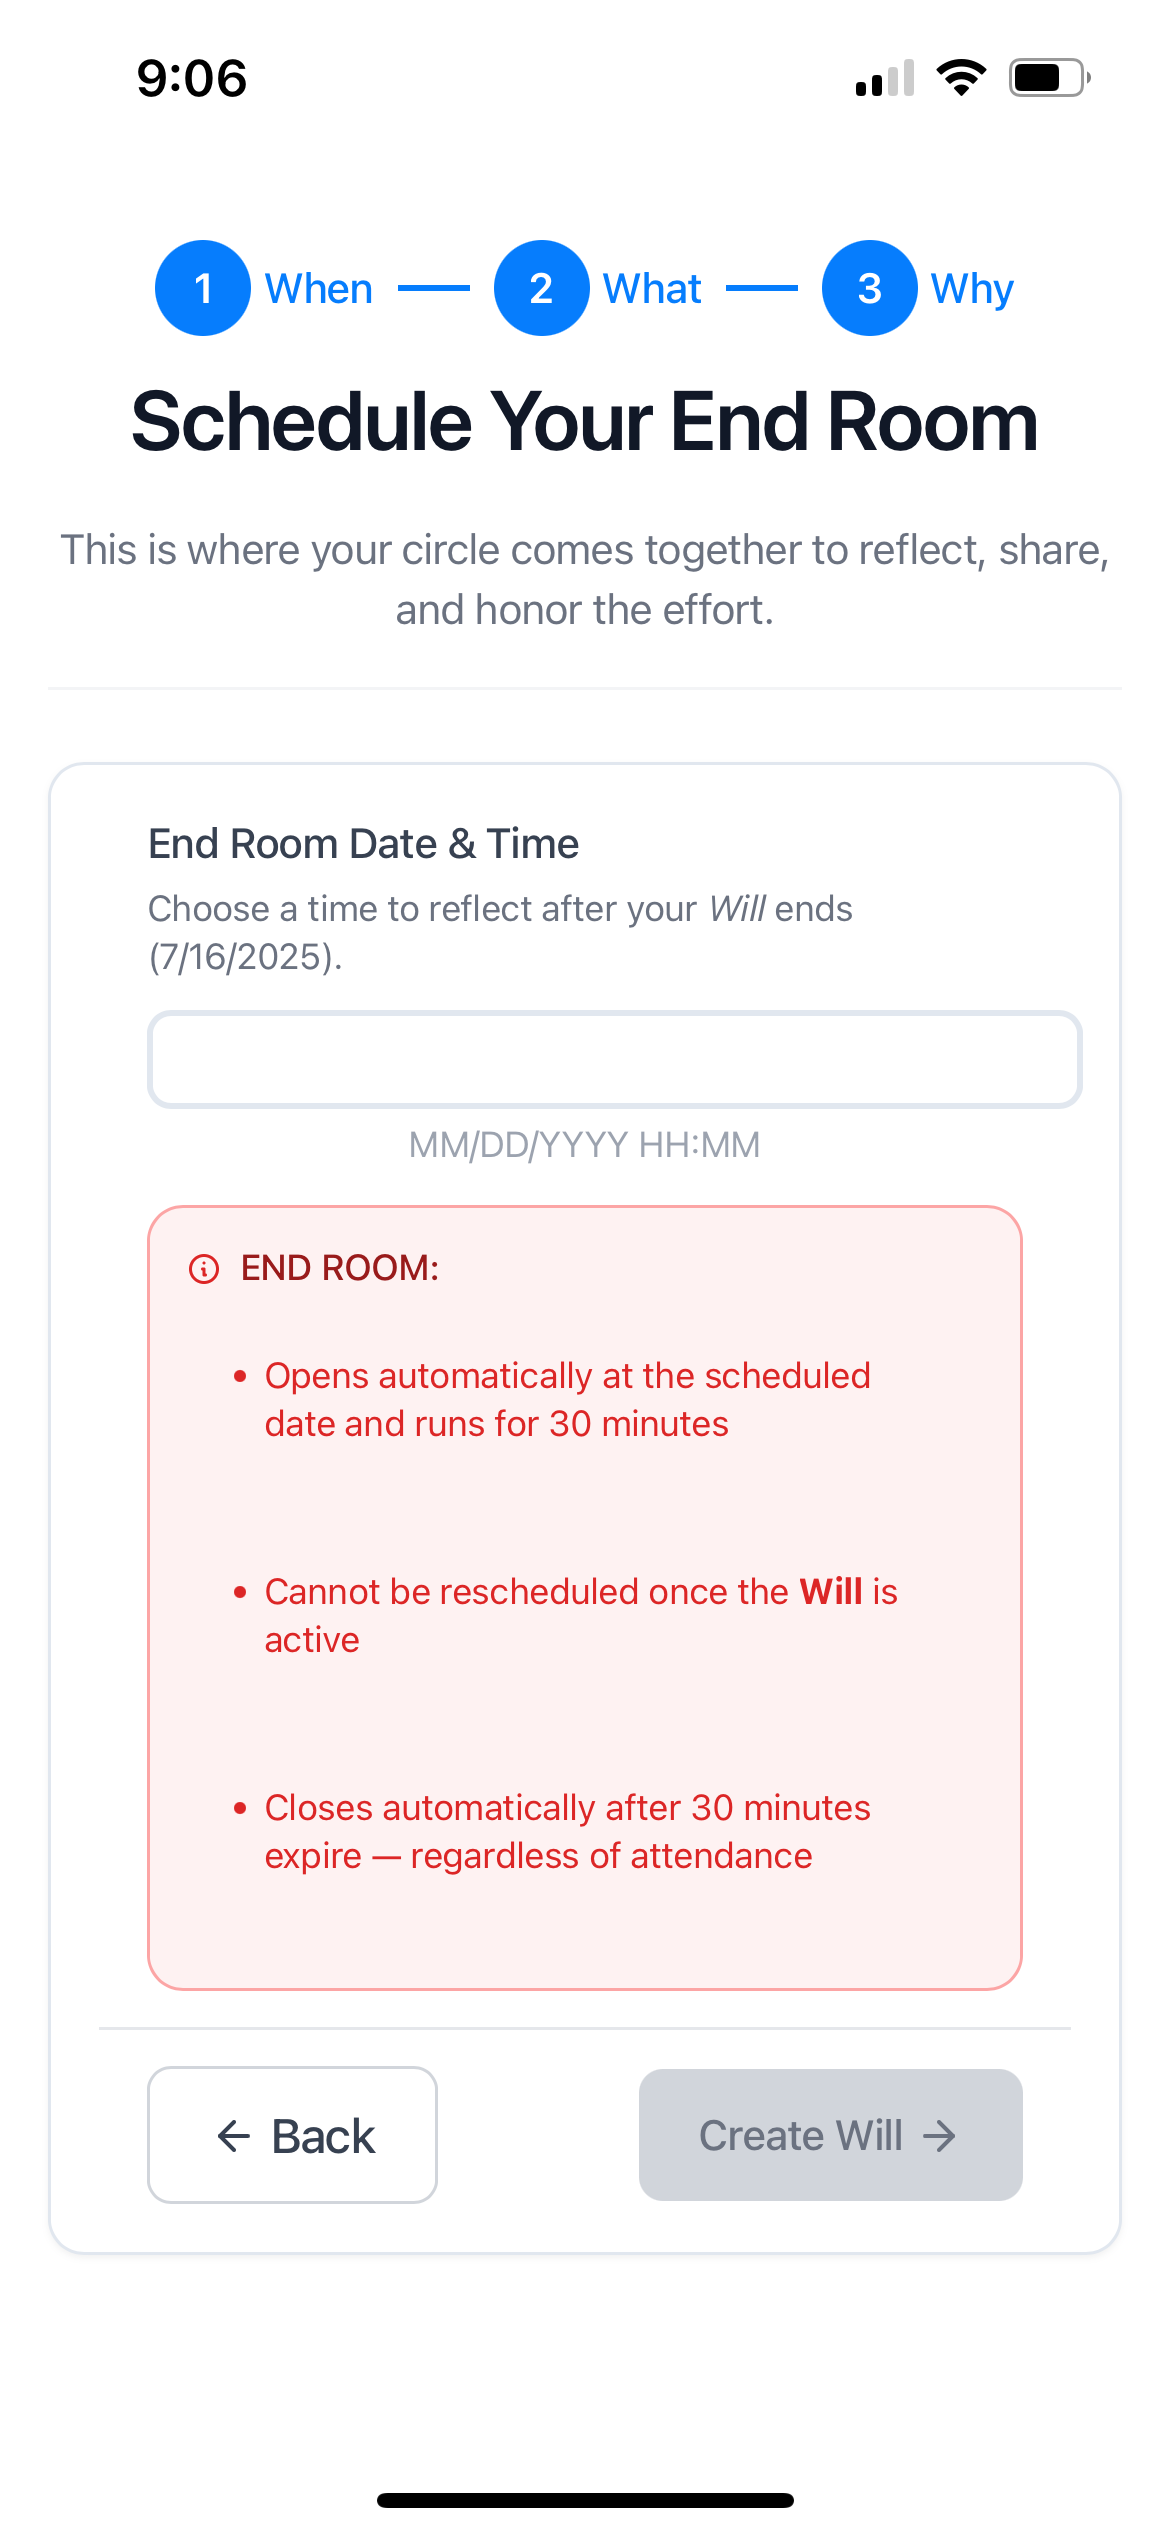 9:06
1 When 2 What 3 Why
Schedule Your End Room
This is where your circle comes together to reflect, share,
and honor the effort.
End Room Date & Time
Choose a time to reflect after your Will ends
(7/16/2025).
MM/DD/YYYY HH:MM
END ROOM:
• Opens automatically at the scheduled
date and runs for 30 minutes
• Cannot be rescheduled once the Will is
active
• Closes automatically after 30 minutes
expire — regardless of attendance
← Back
Create Will →